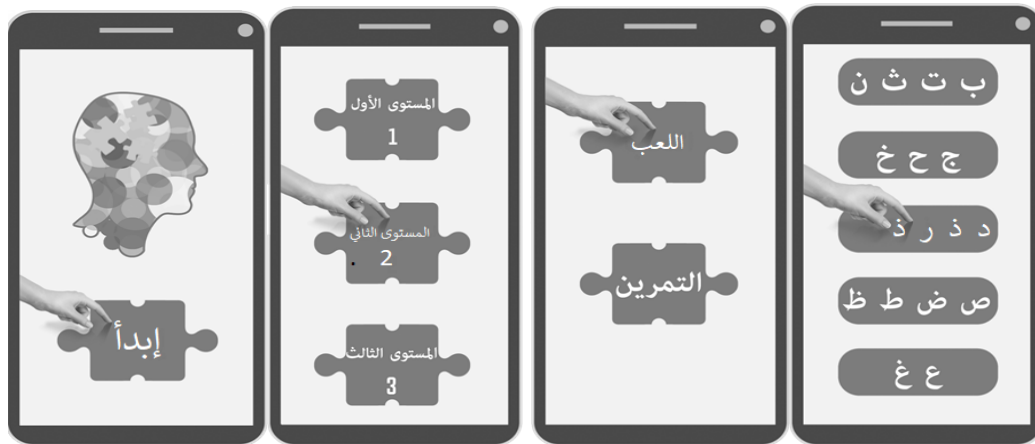 إبدأ
المستوى الأول
1
المستوى الثاني
2
المستوى الثالث
3
اللعب
التمرين
ب ت ث ن
ج ح خ
د ذ ر ذ
ص ض ط ظ
ع غ